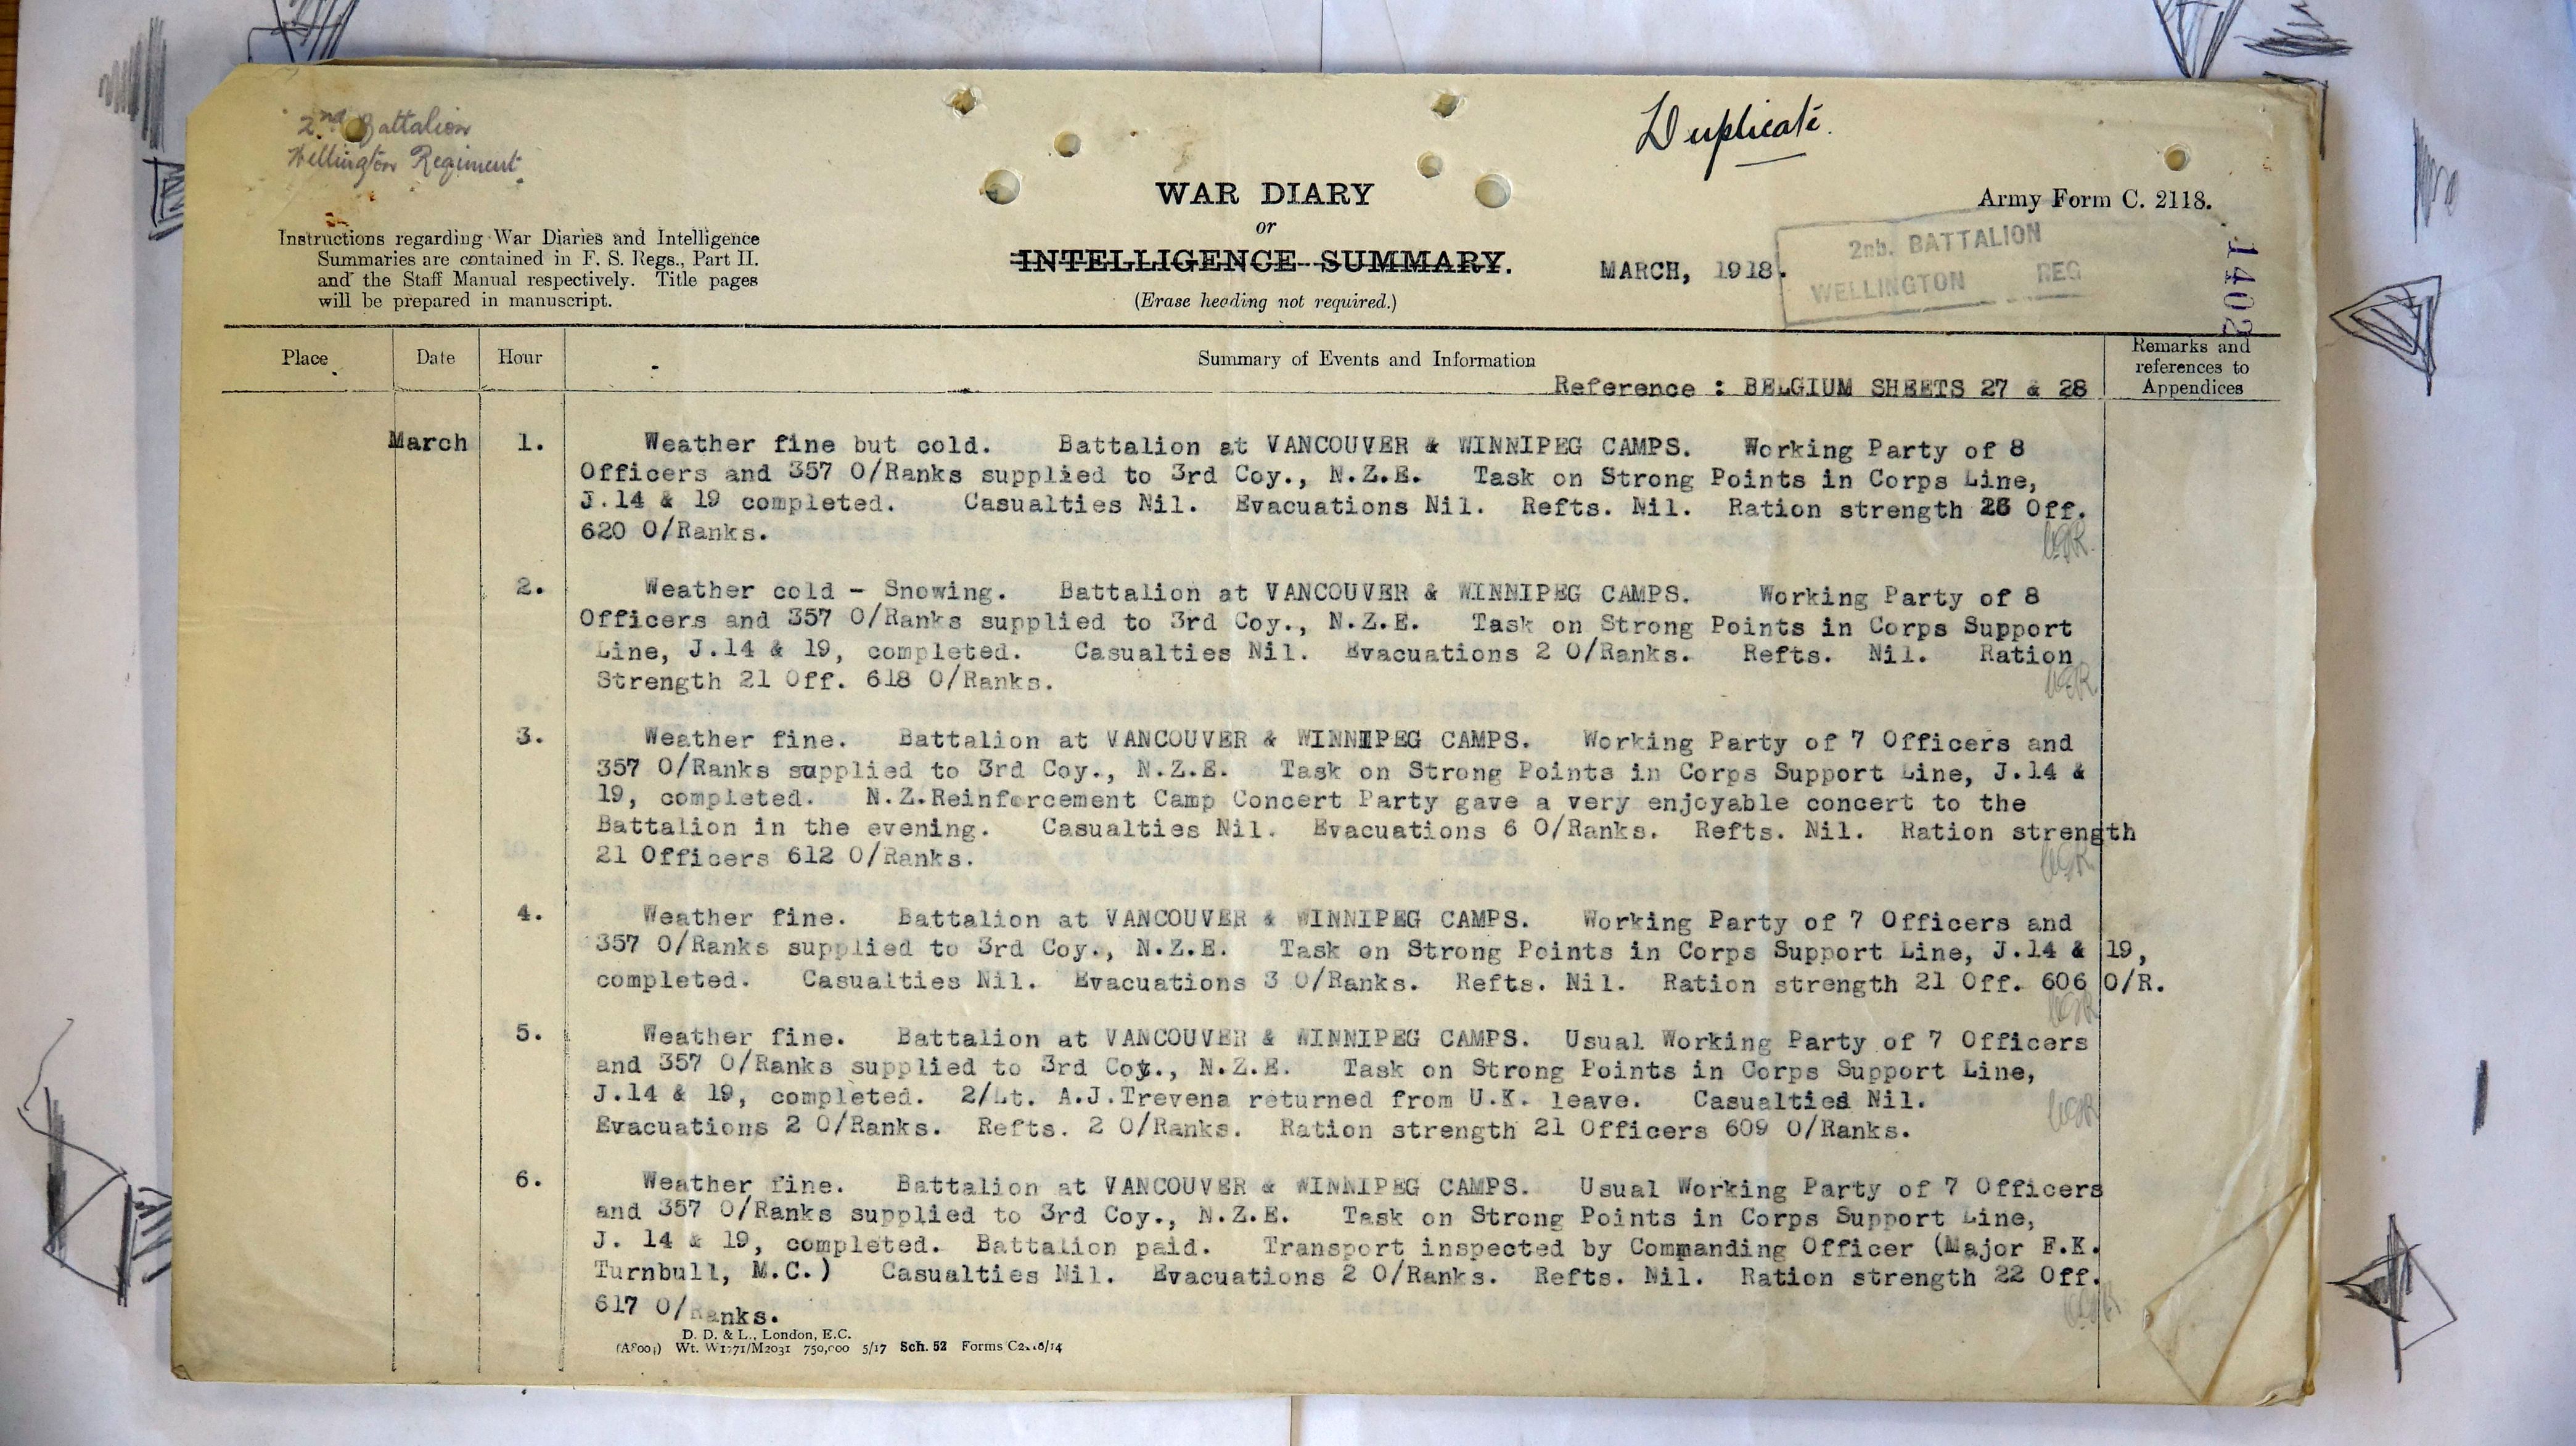 2nd Battalion
Wellington Regiment.
Duplicate.
WAR DIARY
Army Form C. 2118.
or
Instructions regarding War Diaries and Intelligence
Summaries are contained in F. S. Regs., Part II.
and the Staff Manual respectively. Title pages
will be prepared in manuscript.
INTELLIGENCE SUMMARY.
(Erase heading not required.)
MARCH, 1918.
2nb. BATTALION
WELLINGTON REG
1402
Place Date Hour Summary of Events and Information
Remarks and
references to
Appendices
Reference : BELGIUM SHEETS 27 & 28
March 1. Weather fine but cold. Battalion at VANCOUVER & WINNIPEG CAMPS. Working Party of 8
Officers and 357 O/Ranks supplied to 3rd Coy., N.Z.E. Task on Strong Points in Corps Line,
J.14 & 19 completed. Casualties Nil. Evacuations Nil. Refts. Nil. Ration strength Off.
620 O/Ranks.
2. Weather cold - Snowing. Battalion at VANCOUVER & WINNIPEG CAMPS. Working Party of 8
Officers and 357 O/Ranks supplied to 3rd Coy., N.Z.E. Task on Strong Points in Corps Support
Line, J.14 & 19, completed. Casualties Nil. Evacuations 2 O/Ranks. Refts. Nil. Ration
Strength 21 Off. 618 O/Ranks.
3. Weather fine. Battalion at VANCOUVER & WINNIPEG CAMPS. Working Party of 7 Officers and
357 O/Ranks supplied to 3rd Coy., N.Z.E. Task on Strong Points in Corps Support Line, J.14 &
19, completed. N.Z.Reinforcement Camp Concert Party gave a very enjoyable concert to the
Battalion in the evening. Casualties Nil. Evacuations 6 O/Ranks. Refts. Nil. Ration strength
21 Officers 612 O/Ranks.
4. Weather fine. Battalion at VANCOUVER & WINNIPEG CAMPS. Working Party of 7 Officers and
357 O/Ranks supplied to 3rd Coy., N.Z.E. Task on Strong Points in Corps Support Line, J.14 & 19,
completed. Casualties Nil. Evacuations 3 O/Ranks. Refts. Nil. Ration strength 21 Off. 606 O/R.
5. Weather fine. Battalion at VANCOUVER & WINNIPEG CAMPS. Usual Working Party of 7 Officers
and 357 O/Ranks supplied to 3rd Coy., N.Z.E. Task on Strong Points in Corps Support Line,
J.14 & 19, completed. 2/Lt. A.J.Trevena returned from U.K. leave. Casualties Nil.
Evacuations 2 O/Ranks. Refts. 2 O/Ranks. Ration strength 21 Officers 609 O/Ranks.
6. Weather fine. Battalion at VANCOUVER & WINNIPEG CAMPS. Usual Working Party of 7 Officers
and 357 O/Ranks supplied to 3rd Coy., N.Z.E. Task on Strong Points in Corps Support Line,
J. 14 & 19, completed. Battalion paid. Transport inspected by Commanding Officer (Major F.K.
Turnbull, M.C.) Casualties Nil. Evacuations 2 O/Ranks. Refts. Nil. Ration strength 22 Off.
617 O/Ranks.
D. D. & L., London, E.C.
Wt. W1771/M2031 750,000 5/17 Sch. 52 Forms